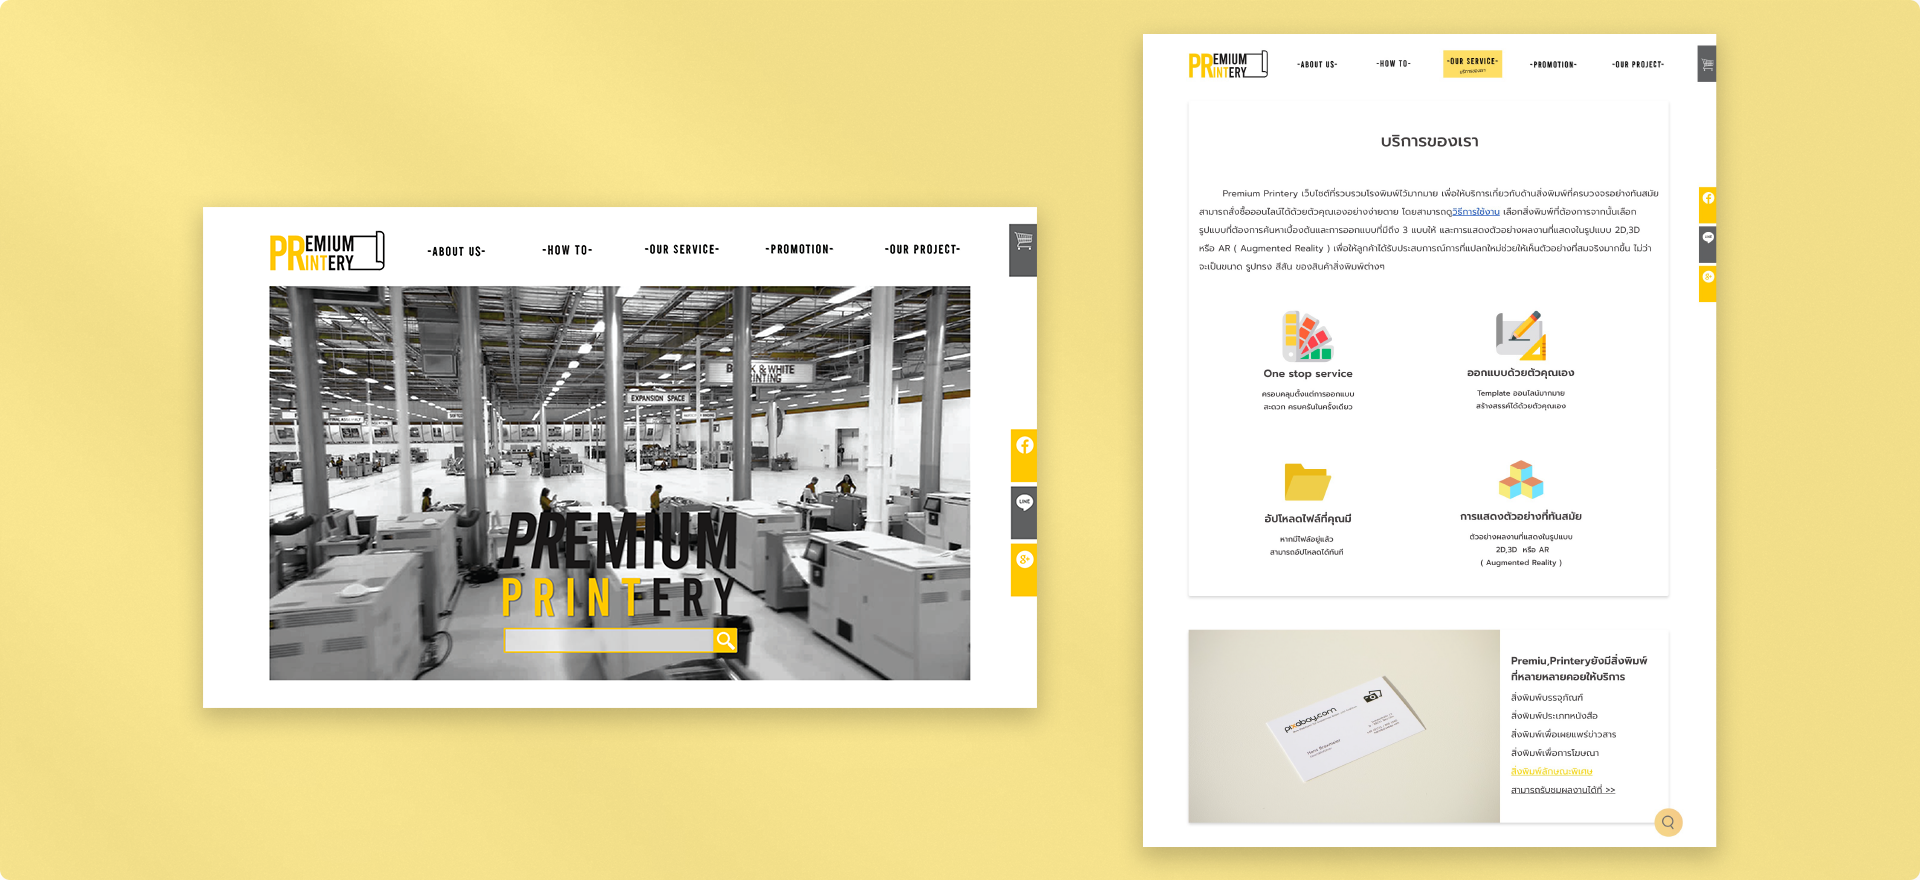 PREMIUM
PRINTERY
-ABOUT US-
-HOW TO-
-OUR SERVICE-
-PROMOTION-
-OUR PROJECT-
& WHITE
EXPANSION SPACE
PREMIUM
PRINTERY
LINE
PREMIUM
PRINTERY
-ABOUT US-
-HOW TO-
-OUR SERVICE-
บริการของเรา
-PROMOTION-
-OUR PROJECT-
บริการของเรา
Premium Printery เว็บไซต์ที่รวบรวมโรงพิมพ์ไว้มากมาย เพื่อให้บริการเกี่ยวกับด้านสิ่งพิมพ์ที่ครบวงจรอย่างทันสมัย
สามารถสั่งซื้อออนไลน์ได้ด้วยตัวคุณเองอย่างง่ายดาย โดยสามารถดูวิธีการใช้งาน เลือกสิ่งพิมพ์ที่ต้องการจากนั้นเลือก
รูปแบบที่ต้องการค้นหาเบื้องต้นและการออกแบบที่มีถึง 3 แบบให้ และการแสดงตัวอย่างผลงานที่แสดงในรูปแบบ 2D,3D
หรือ AR ( Augmented Reality ) เพื่อให้ลูกค้าได้รับประสบการณ์การที่แปลกใหม่ช่วยให้เห็นตัวอย่างที่สมจริงมากขึ้น ไม่ว่า
จะเป็นขนาด รูปทรง สีสัน ของสินค้าสิ่งพิมพ์ต่างๆ
One stop service
ครอบคลุมตั้งแต่การออกแบบ
สะดวก ครบครันในครั้งเดียว
ออกแบบด้วยตัวคุณเอง
Template ออนไลน์มากมาย
สร้างสรรค์ได้ด้วยตัวคุณเอง
อัปโหลดไฟล์ที่คุณมี
หากมีไฟล์อยู่แล้ว
สามารถอัปโหลดได้ทันที
การแสดงตัวอย่างที่ทันสมัย
ตัวอย่างผลงานที่แสดงในรูปแบบ
2D,3D หรือ AR
( Augmented Reality )
pixabay.com
Premiu,Printeryยังมีสิ่งพิมพ์
ที่หลายหลายคอยให้บริการ
สิ่งพิมพ์บรรจุภัณฑ์
สิ่งพิมพ์ประเภทหนังสือ
สิ่งพิมพ์เพื่อเผยแพร่ข่าวสาร
สิ่งพิมพ์เพื่อการโฆษณา
สิ่งพิมพ์ลักษณะพิเศษ
สามารถรับชมผลงานได้ที่ >>